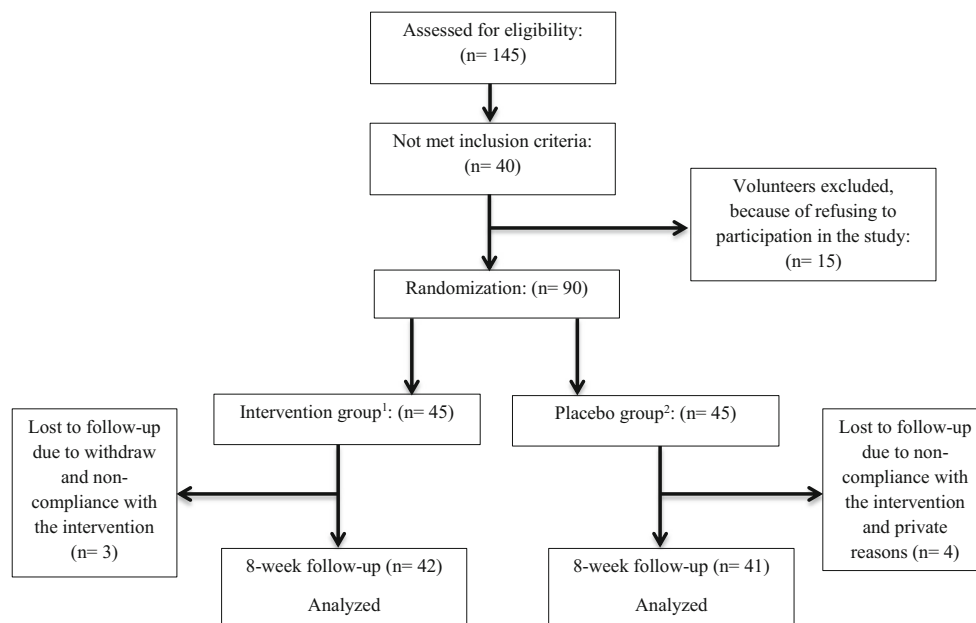 Assessed for eligibility:
(n= 145)
Not met inclusion criteria:
(n= 40)
Volunteers excluded,
because of refusing to
participation in the study:
(n= 15)
Randomization: (n= 90)
Intervention group¹: (n= 45)
Placebo group²: (n= 45)
Lost to follow-up
due to withdraw
and non-
compliance with
the intervention
(n= 3)
Lost to follow-up
due to non-
compliance with
the intervention
and private
reasons (n= 4)
8-week follow-up (n= 42)
Analyzed
8-week follow-up (n= 41)
Analyzed